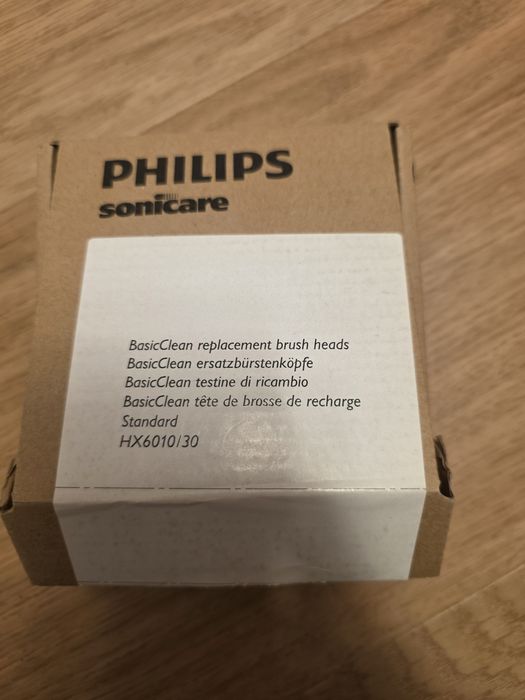 PHILIPS
sonicare
BasicClean replacement brush heads
BasicClean ersatzbürstenköpfe
BasicClean testine di ricambio
BasicClean tête de brosse de recharge
Standard
HX6010/30